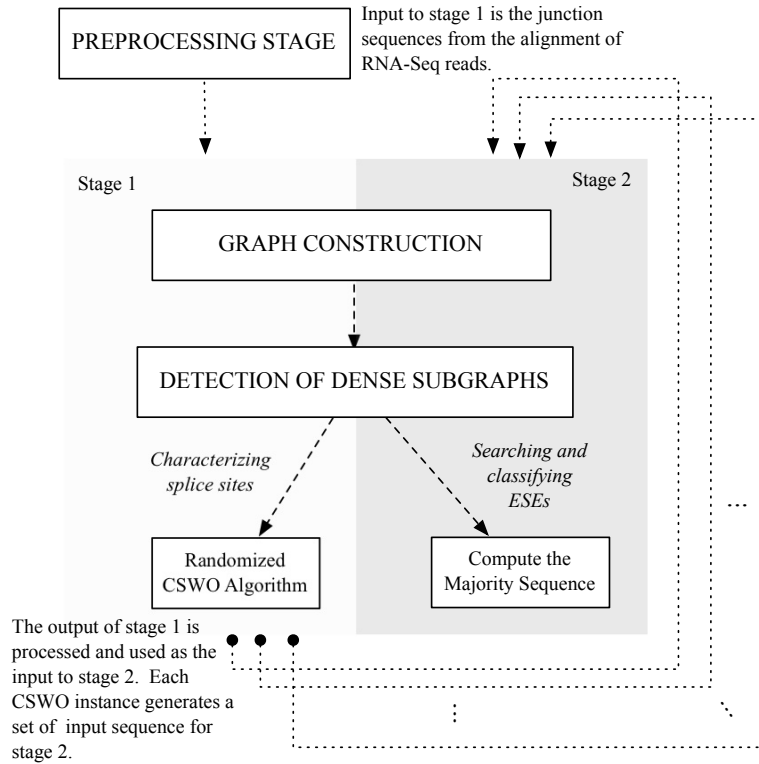 PREPROCESSING STAGE
Input to stage 1 is the junction
sequences from the alignment of
RNA-Seq reads.
Stage 1
Stage 2
GRAPH CONSTRUCTION
DETECTION OF DENSE SUBGRAPHS
Characterizing
splice sites
Searching and
classifying
ESEs
Randomized
CSWO Algorithm
Compute the
Majority Sequence
The output of stage 1 is
processed and used as the
input to stage 2.  Each
CSWO instance generates a
set of  input sequence for
stage 2.
...
...
...